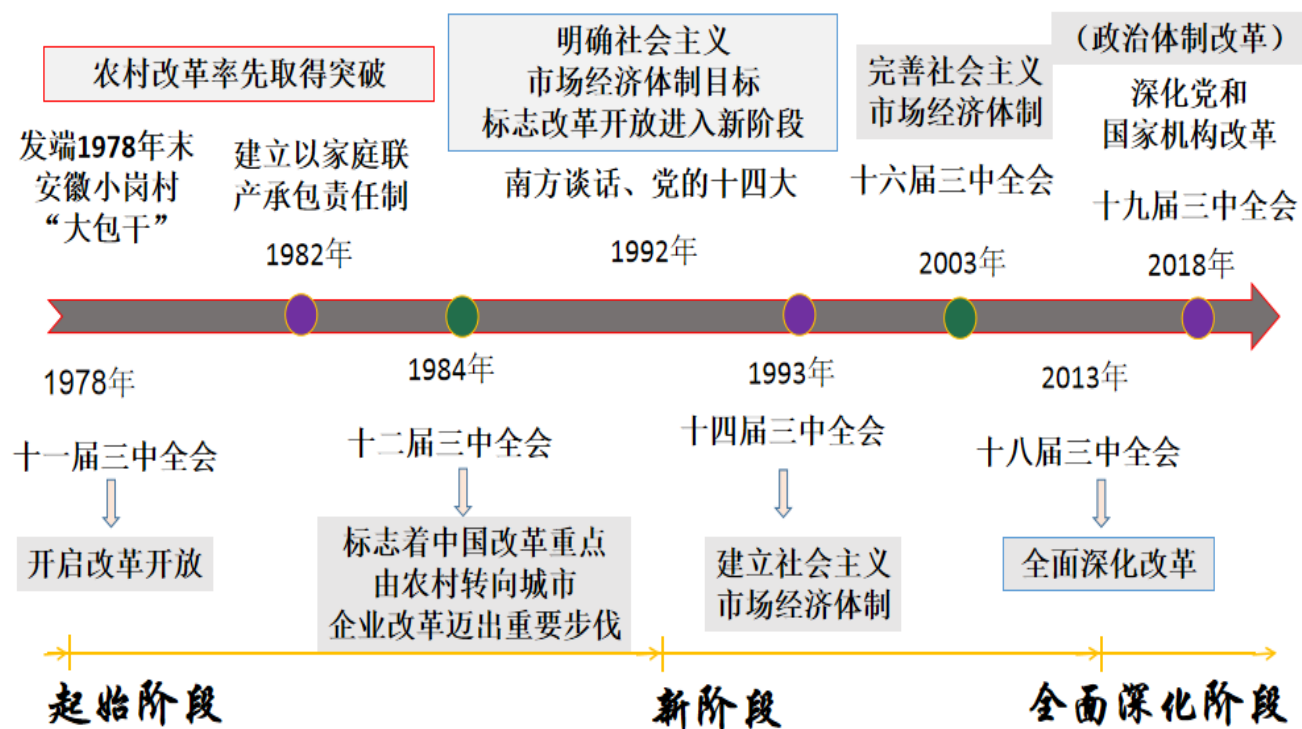 农村改革率先取得突破
发端1978年末
安徽小岗村
“大包干”
建立以家庭联
产承包责任制
1982年
明确社会主义
市场经济体制目标
标志改革开放进入新阶段
南方谈话、党的十四大
1992年
完善社会主义
市场经济体制
十六届三中全会
2003年
（政治体制改革）
深化党和
国家机构改革
十九届三中全会
2018年
1978年
十一届三中全会
开启改革开放
1984年
十二届三中全会
标志着中国改革重点
由农村转向城市
企业改革迈出重要步伐
1993年
十四届三中全会
建立社会主义
市场经济体制
2013年
十八届三中全会
全面深化改革
起始阶段
新阶段
全面深化阶段